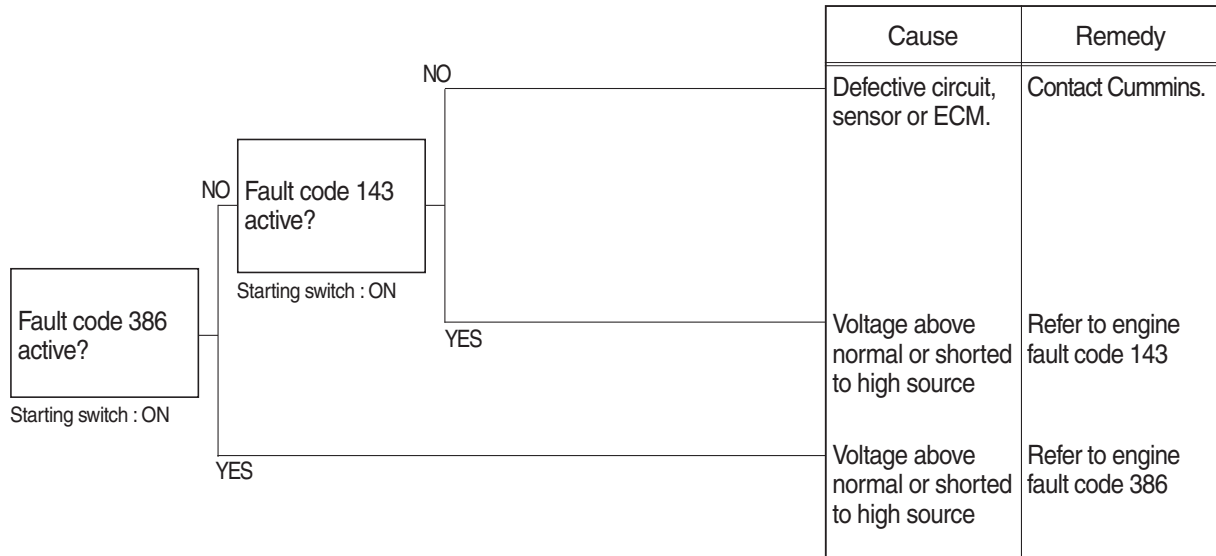 Cause
Remedy
NO
Defective circuit,
sensor or ECM.
Contact Cummins.
NO
Fault code 143
active?
Starting switch : ON
Fault code 386
active?
Starting switch : ON
YES
Voltage above
normal or shorted
to high source
Refer to engine
fault code 143
YES
Voltage above
normal or shorted
to high source
Refer to engine
fault code 386